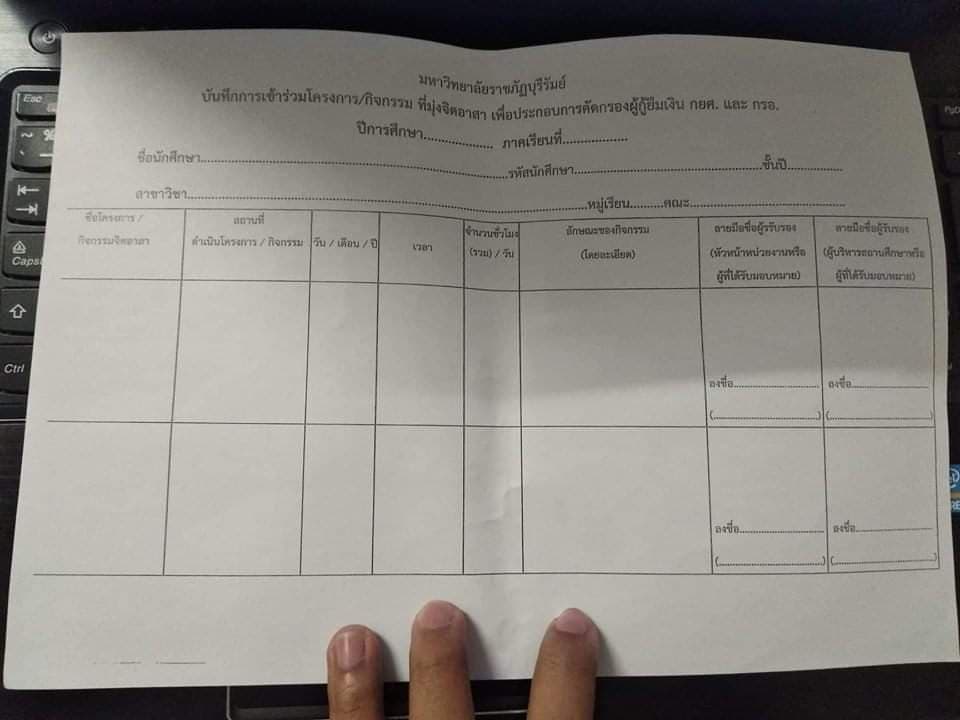 มหาวิทยาลัยราชภัฏบุรีรัมย์
บันทึกการเข้าร่วมโครงการ/กิจกรรม ที่มุ่งจิตอาสา เพื่อประกอบการคัดกรองผู้กู้ยืมเงิน กยศ. และ กรอ.
ปีการศึกษา.................. ภาคเรียนที่.................
ชื่อนักศึกษา..................................................รหัสนักศึกษา..................................................ชั้นปี...............
สาขาวิชา..................................................หมู่เรียน.........คณะ........................................
ชื่อโครงการ / กิจกรรมจิตอาสา
สถานที่ ดำเนินโครงการ / กิจกรรม
วัน / เดือน / ปี
เวลา
จำนวนชั่วโมง (รวม) / วัน
ลักษณะของกิจกรรม (โดยละเอียด)
ลายมือชื่อผู้รับรอง (หัวหน้าหน่วยงานหรือ ผู้ที่ได้รับมอบหมาย)
ลายมือชื่อผู้รับรอง (ผู้บริหารสถานศึกษาหรือ ผู้ที่ได้รับมอบหมาย)
ลงชื่อ........................ ลงชื่อ........................
(..............................) (..............................)
ลงชื่อ........................ ลงชื่อ........................
(..............................) (..............................)
Esc
~ %
Caps
Ctrl